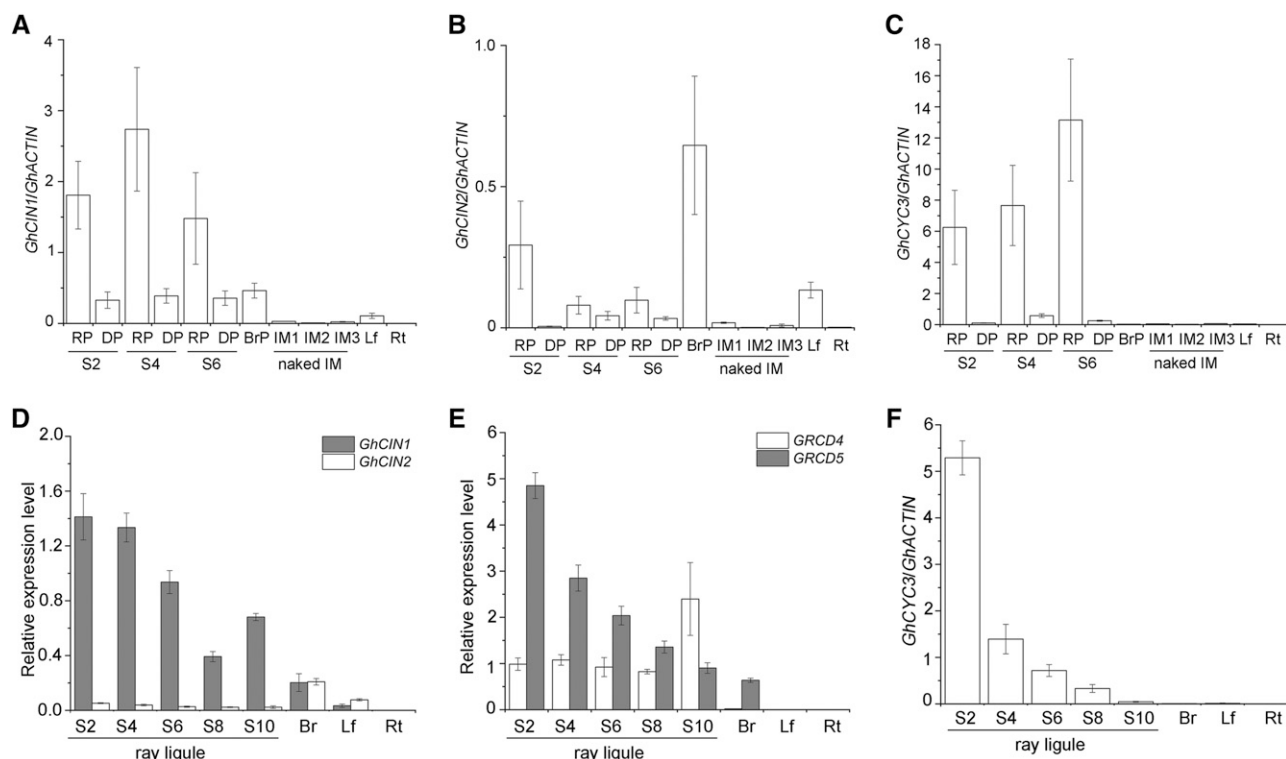 A
GhCIN1/GhACTIN
4
3
2
1
0
RP DP RP DP RP DP BrP IM1 IM2 IM3 Lf Rt
S2 S4 S6 naked IM
B
GhCIN2/GhACTIN
1.0
0.5
0
RP DP RP DP RP DP BrP IM1 IM2 IM3 Lf Rt
S2 S4 S6 naked IM
C
GhCYC3/GhACTIN
18
16
14
12
10
8
6
4
2
0
RP DP RP DP RP DP BrP IM1 IM2 IM3 Lf Rt
S2 S4 S6 naked IM
D
Relative expression level
2.0
1.6
1.2
0.8
0.4
0.0
GhCIN1
GhCIN2
S2 S4 S6 S8 S10 Br Lf Rt
ray ligule
E
Relative expression level
6
5
4
3
2
1
0
GRCD4
GRCD5
S2 S4 S6 S8 S10 Br Lf Rt
ray ligule
F
GhCYC3/GhACTIN
6
5
4
3
2
1
0
S2 S4 S6 S8 S10 Br Lf Rt
ray ligule